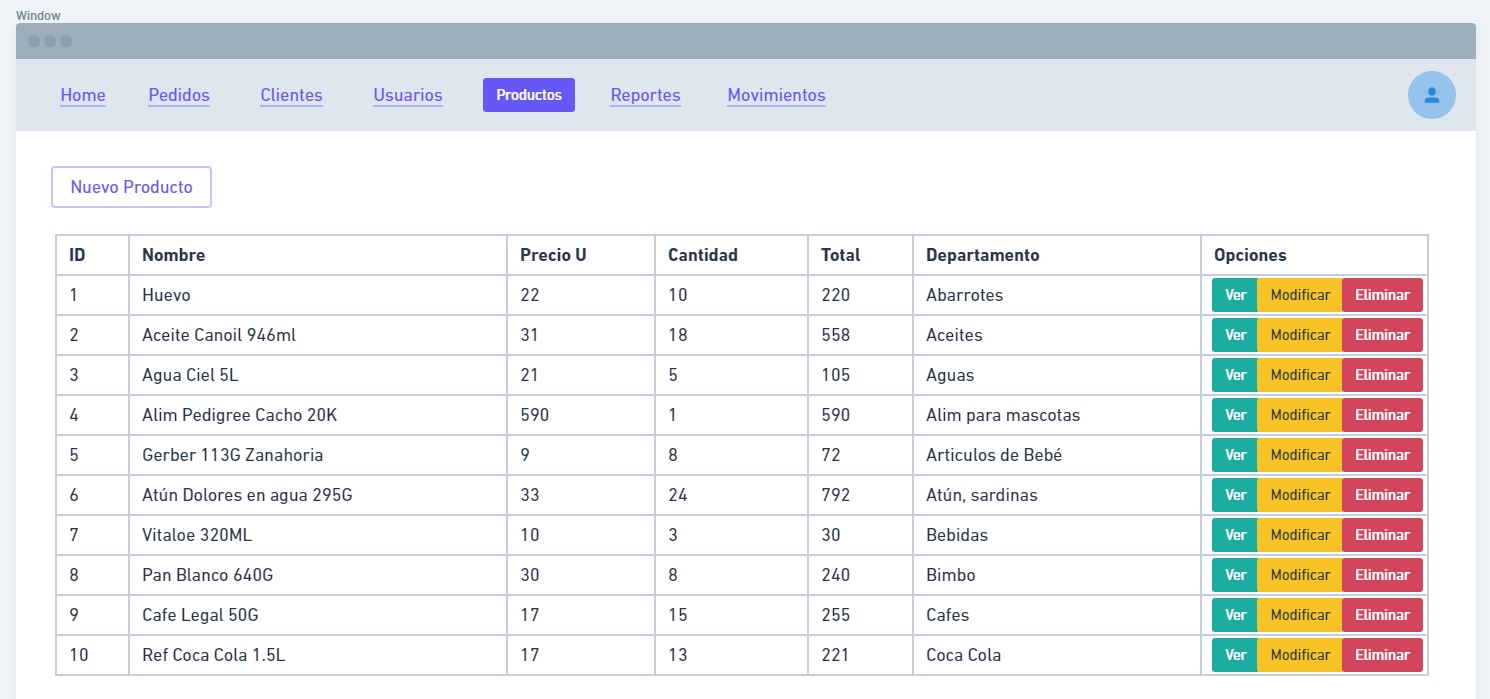 Window
Home Pedidos Clientes Usuarios Productos Reportes Movimientos
Nuevo Producto
ID Nombre Precio U Cantidad Total Departamento Opciones
1 Huevo 22 10 220 Abarrotes Ver Modificar Eliminar
2 Aceite Canoil 946ml 31 18 558 Aceites Ver Modificar Eliminar
3 Agua Ciel 5L 21 5 105 Aguas Ver Modificar Eliminar
4 Alim Pedigree Cacho 20K 590 1 590 Alim para mascotas Ver Modificar Eliminar
5 Gerber 113G Zanahoria 9 8 72 Articulos de Bebé Ver Modificar Eliminar
6 Atún Dolores en agua 295G 33 24 792 Atún, sardinas Ver Modificar Eliminar
7 Vitaloe 320ML 10 3 30 Bebidas Ver Modificar Eliminar
8 Pan Blanco 640G 30 8 240 Bimbo Ver Modificar Eliminar
9 Cafe Legal 50G 17 15 255 Cafes Ver Modificar Eliminar
10 Ref Coca Cola 1.5L 17 13 221 Coca Cola Ver Modificar Eliminar